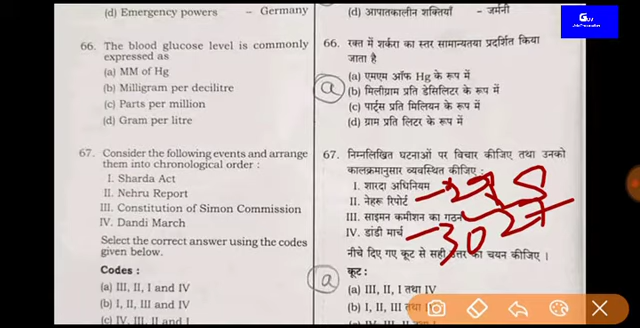 (d) Emergency powers – Germany
66. The blood glucose level is commonly
expressed as
(a) MM of Hg
(b) Milligram per decilitre
(c) Parts per million
(d) Gram per litre
67. Consider the following events and arrange
them into chronological order :
I. Sharda Act
II. Nehru Report
III. Constitution of Simon Commission
IV. Dandi March
Select the correct answer using the codes
given below.
Codes :
(a) III, II, I and IV
(b) I, II, III and IV
(c) IV, III, II and I
(d) आपातकालीन शक्तियाँ – जर्मनी
66. रक्त में शर्करा का स्तर सामान्यतया प्रदर्शित किया
जाता है
(a) एमएम ऑफ Hg के रूप में
(b) मिलीग्राम प्रति डेसिलिटर के रूप में
(c) पार्ट्स प्रति मिलियन के रूप में
(d) ग्राम प्रति लिटर के रूप में
a
67. निम्नलिखित घटनाओं पर विचार कीजिए तथा उनको
कालक्रमानुसार व्यवस्थित कीजिए :
I. शारदा अधिनियम
II. नेहरू रिपोर्ट
III. साइमन कमीशन का गठन
IV. डांडी मार्च
30
नीचे दिए गए कूट से सही उत्तर का चयन कीजिए ।
कूट :
a
(a) III, II, I तथा IV
(b) I, II, III तथा